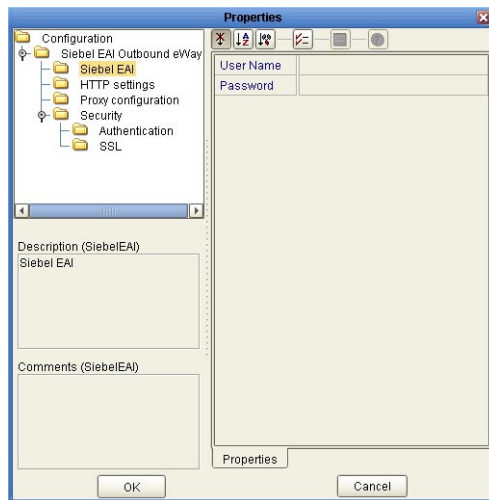 Properties
Configuration
Siebel EAI Outbound eWay
Siebel EAI
HTTP settings
Proxy configuration
Security
Authentication
SSL
User Name
Password
Description (SiebelEAI)
Siebel EAI
Comments (SiebelEAI)
Properties
OK
Cancel